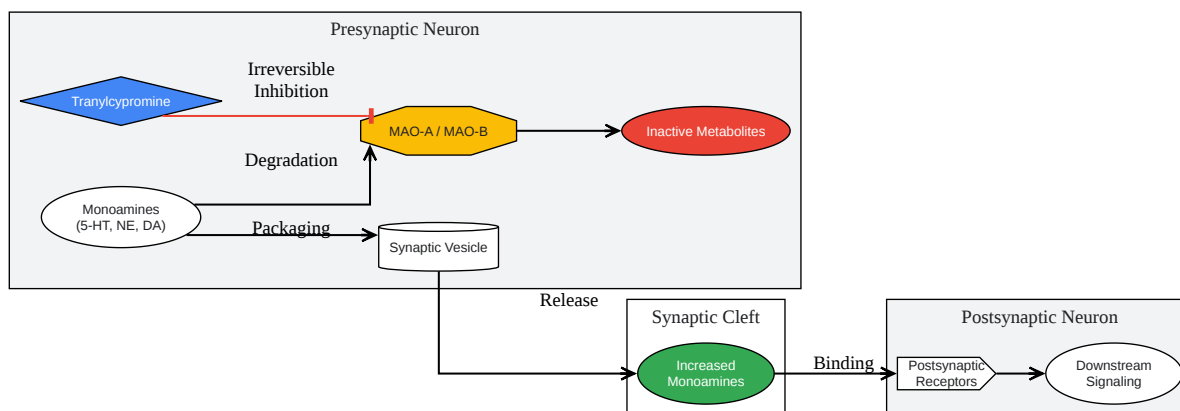 Presynaptic Neuron
Irreversible
Inhibition
Tranylcypromine
MAO-A / MAO-B
Inactive Metabolites
Degradation
Monoamines
(5-HT, NE, DA)
Packaging
Synaptic Vesicle
Release
Synaptic Cleft
Increased
Monoamines
Binding
Postsynaptic Neuron
Postsynaptic
Receptors
Downstream
Signaling